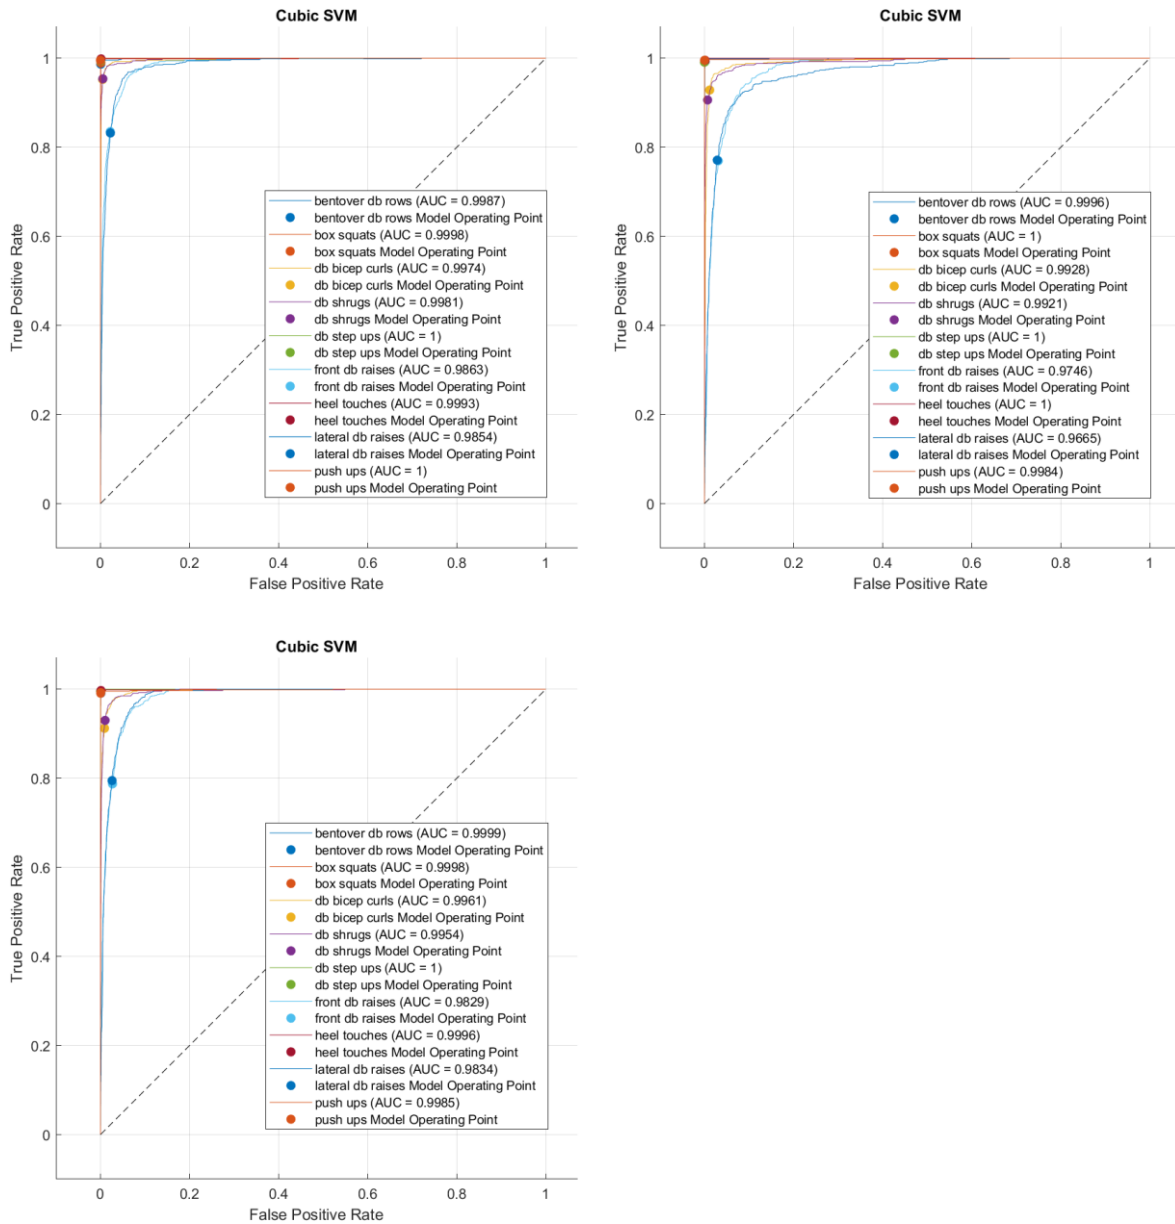 Cubic SVM
1
0.8
0.6
0.4
0.2
0
True Positive Rate
bentover db rows (AUC = 0.9987)
bentover db rows Model Operating Point
box squats (AUC = 0.9998)
box squats Model Operating Point
db bicep curls (AUC = 0.9974)
db bicep curls Model Operating Point
db shrugs (AUC = 0.9981)
db shrugs Model Operating Point
db step ups (AUC = 1)
db step ups Model Operating Point
front db raises (AUC = 0.9863)
front db raises Model Operating Point
heel touches (AUC = 0.9993)
heel touches Model Operating Point
lateral db raises (AUC = 0.9854)
lateral db raises Model Operating Point
push ups (AUC = 1)
push ups Model Operating Point
0 0.2 0.4 0.6 0.8 1
False Positive Rate
Cubic SVM
1
0.8
0.6
0.4
0.2
0
True Positive Rate
bentover db rows (AUC = 0.9996)
bentover db rows Model Operating Point
box squats (AUC = 1)
box squats Model Operating Point
db bicep curls (AUC = 0.9928)
db bicep curls Model Operating Point
db shrugs (AUC = 0.9921)
db shrugs Model Operating Point
db step ups (AUC = 1)
db step ups Model Operating Point
front db raises (AUC = 0.9746)
front db raises Model Operating Point
heel touches (AUC = 1)
heel touches Model Operating Point
lateral db raises (AUC = 0.9665)
lateral db raises Model Operating Point
push ups (AUC = 0.9984)
push ups Model Operating Point
0 0.2 0.4 0.6 0.8 1
False Positive Rate
Cubic SVM
1
0.8
0.6
0.4
0.2
0
True Positive Rate
bentover db rows (AUC = 0.9999)
bentover db rows Model Operating Point
box squats (AUC = 0.9998)
box squats Model Operating Point
db bicep curls (AUC = 0.9961)
db bicep curls Model Operating Point
db shrugs (AUC = 0.9954)
db shrugs Model Operating Point
db step ups (AUC = 1)
db step ups Model Operating Point
front db raises (AUC = 0.9829)
front db raises Model Operating Point
heel touches (AUC = 0.9996)
heel touches Model Operating Point
lateral db raises (AUC = 0.9834)
lateral db raises Model Operating Point
push ups (AUC = 0.9985)
push ups Model Operating Point
0 0.2 0.4 0.6 0.8 1
False Positive Rate